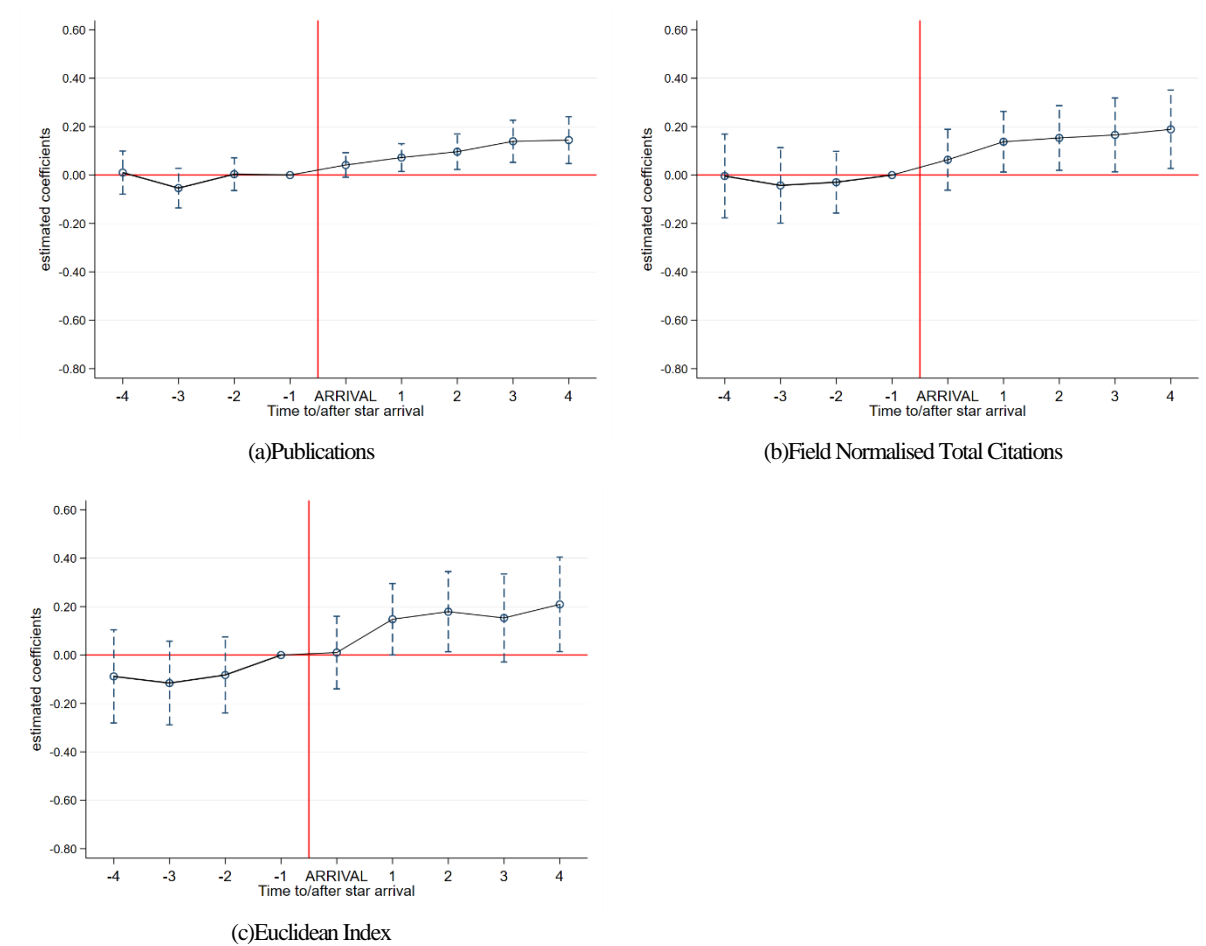 0.60
0.40
0.20
0.00
-0.20
-0.40
-0.60
-0.80
estimated coefficients
-4 -3 -2 -1 ARRIVAL 1 2 3 4
Time to/after star arrival
(a)Publications
0.60
0.40
0.20
0.00
-0.20
-0.40
-0.60
-0.80
estimated coefficients
-4 -3 -2 -1 ARRIVAL 1 2 3 4
Time to/after star arrival
(b)Field Normalised Total Citations
0.60
0.40
0.20
0.00
-0.20
-0.40
-0.60
-0.80
estimated coefficients
-4 -3 -2 -1 ARRIVAL 1 2 3 4
Time to/after star arrival
(c)Euclidean Index